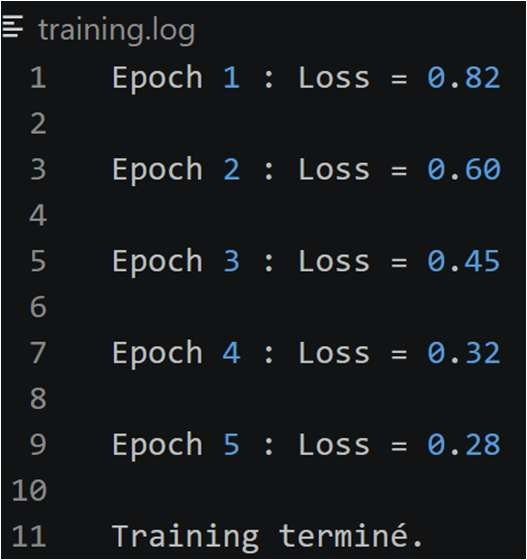 training.log
1 Epoch 1 : Loss = 0.82
2
3 Epoch 2 : Loss = 0.60
4
5 Epoch 3 : Loss = 0.45
6
7 Epoch 4 : Loss = 0.32
8
9 Epoch 5 : Loss = 0.28
10
11 Training terminé.